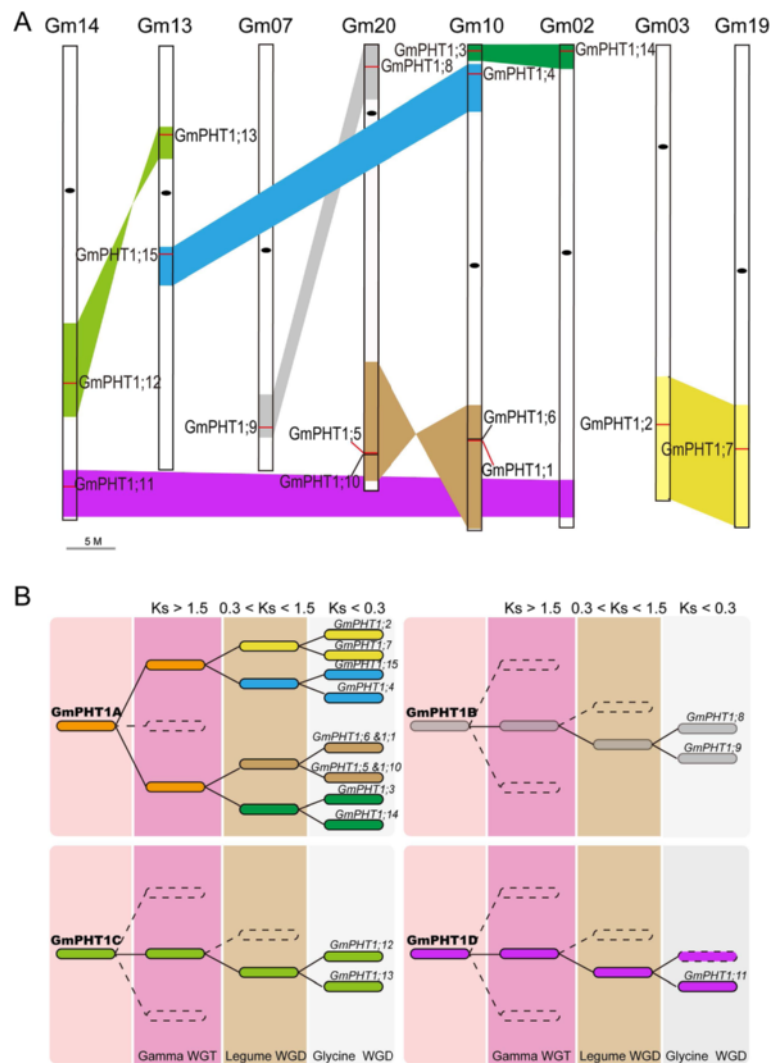 A
Gm14 Gm13 Gm07 Gm20 Gm10 Gm02 Gm03 Gm19
GmPHT1;3 GmPHT1;14
GmPHT1;8 GmPHT1;4
GmPHT1;13
GmPHT1;15
GmPHT1;12
GmPHT1;9 GmPHT1;5 GmPHT1;6 GmPHT1;2
GmPHT1;10 GmPHT1;1 GmPHT1;7
GmPHT1;11
5 M
B
Ks > 1.5 0.3 < Ks < 1.5 Ks < 0.3
GmPHT1;2
GmPHT1;7
GmPHT1;15
GmPHT1;4
GmPHT1A
GmPHT1;6 &1;1
GmPHT1;5 &1;10
GmPHT1;3
GmPHT1;14
Ks > 1.5 0.3 < Ks < 1.5 Ks < 0.3
GmPHT1B
GmPHT1;8
GmPHT1;9
GmPHT1C
GmPHT1;12
GmPHT1;13
Gamma WGT Legume WGD Glycine WGD
GmPHT1D
GmPHT1;11
Gamma WGT Legume WGD Glycine WGD